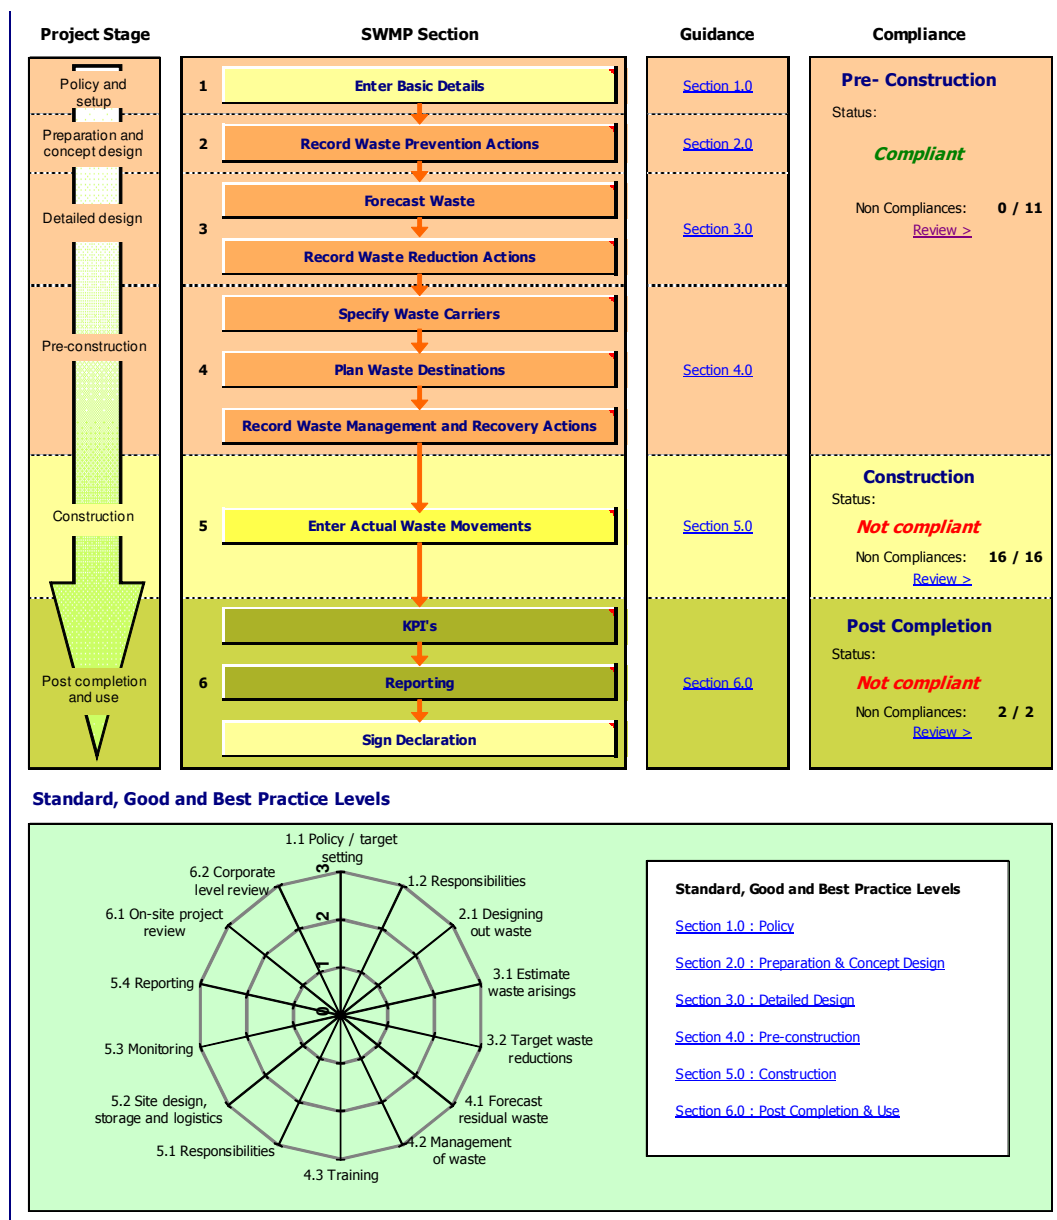 Project Stage
SWMP Section
Guidance
Compliance
Policy and
setup
1
Enter Basic Details
Section 1.0
Pre- Construction
Status:
Compliant
Non Compliances: 0 / 11
Review >
Preparation and
concept design
2
Record Waste Prevention Actions
Section 2.0
Detailed design
3
Forecast Waste
Record Waste Reduction Actions
Section 3.0
Pre-construction
4
Specify Waste Carriers
Plan Waste Destinations
Record Waste Management and Recovery Actions
Section 4.0
Construction
5
Enter Actual Waste Movements
Section 5.0
Construction
Status:
Not compliant
Non Compliances: 16 / 16
Review >
Post completion
and use
6
KPI's
Reporting
Sign Declaration
Section 6.0
Post Completion
Status:
Not compliant
Non Compliances: 2 / 2
Review >
Standard, Good and Best Practice Levels
1.1 Policy / target
setting
1.2 Responsibilities
2.1 Designing
out waste
3.1 Estimate
waste arisings
3.2 Target waste
reductions
4.1 Forecast
residual waste
4.2 Management
of waste
4.3 Training
5.1 Responsibilities
5.2 Site design,
storage and logistics
5.3 Monitoring
5.4 Reporting
6.1 On-site project
review
6.2 Corporate
level review
3
2
1
0
Standard, Good and Best Practice Levels
Section 1.0 : Policy
Section 2.0 : Preparation & Concept Design
Section 3.0 : Detailed Design
Section 4.0 : Pre-construction
Section 5.0 : Construction
Section 6.0 : Post Completion & Use